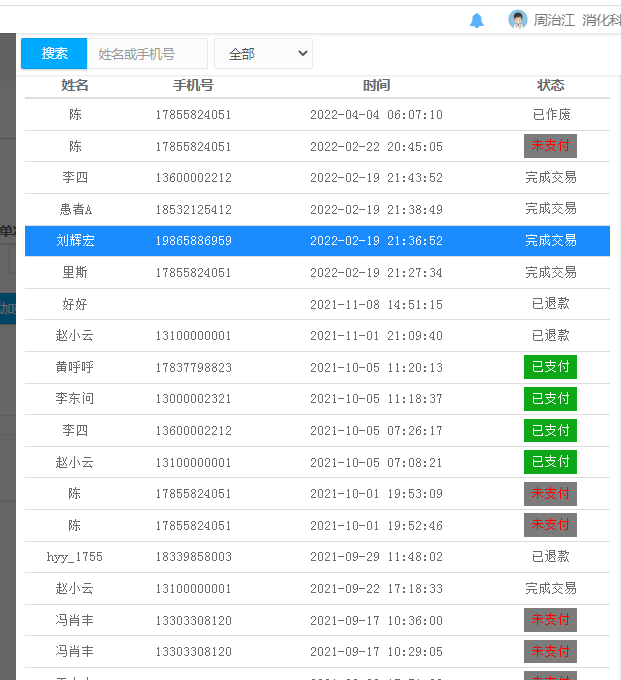 周治江 消化科
搜索 姓名或手机号 全部
姓名 手机号 时间 状态
陈 17855824051 2022-04-04 06:07:10 已作废
陈 17855824051 2022-02-22 20:45:05 未支付
李四 13600002212 2022-02-19 21:43:52 完成交易
患者A 18532125412 2022-02-19 21:38:49 完成交易
刘辉宏 19865886959 2022-02-19 21:36:52 完成交易
里斯 17855824051 2022-02-19 21:27:34 完成交易
好好 2021-11-08 14:51:15 已退款
赵小云 13100000001 2021-11-01 21:09:40 已退款
黄呼呼 17837798823 2021-10-05 11:20:13 已支付
李东问 13000002321 2021-10-05 11:18:37 已支付
李四 13600002212 2021-10-05 07:26:17 已支付
赵小云 13100000001 2021-10-05 07:08:21 已支付
陈 17855824051 2021-10-01 19:53:09 未支付
陈 17855824051 2021-10-01 19:52:46 未支付
hyy_1755 18339858003 2021-09-29 11:48:02 已退款
赵小云 13100000001 2021-09-22 17:18:33 完成交易
冯肖丰 13303308120 2021-09-17 10:36:00 未支付
冯肖丰 13303308120 2021-09-17 10:29:05 未支付